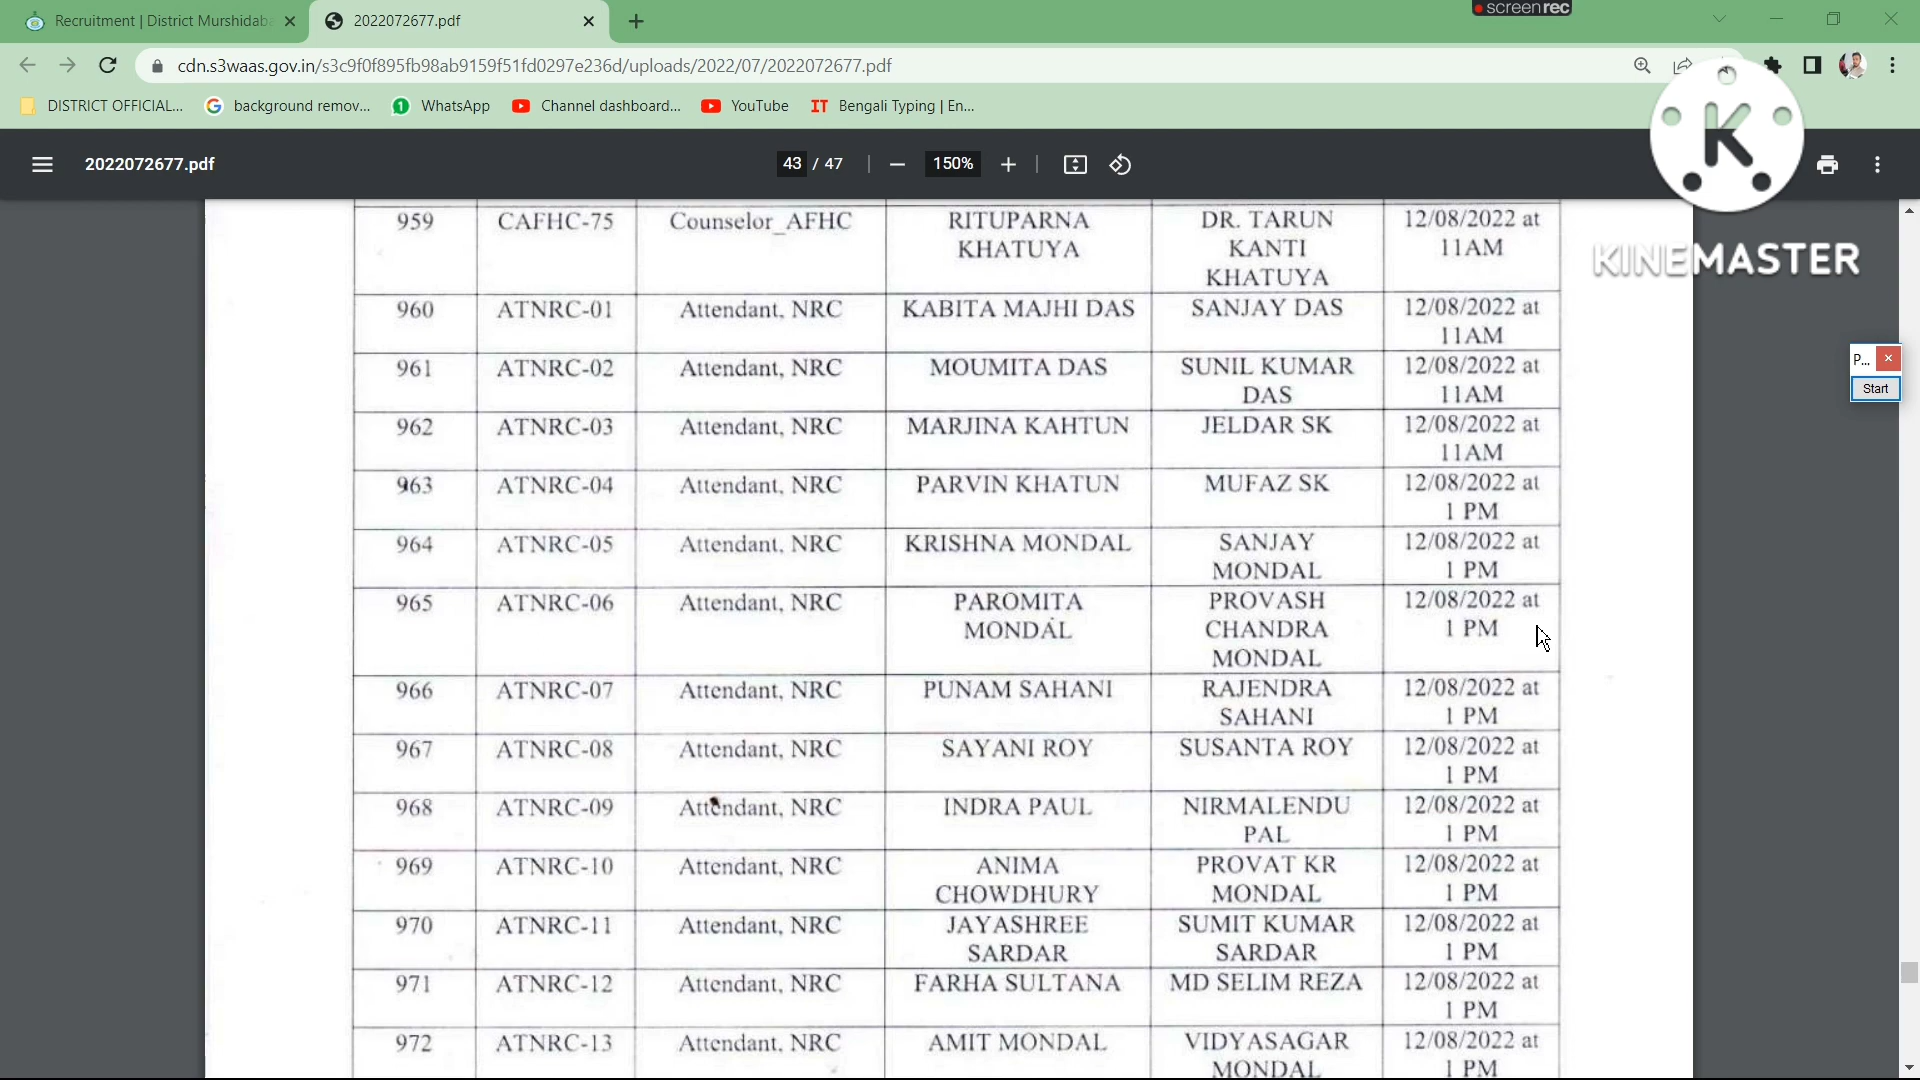 screenrec
Recruitment | District Murshidaba
2022072677.pdf
cdn.s3waas.gov.in/s3c9f0f895fb98ab9159f51fd0297e236d/uploads/2022/07/2022072677.pdf
DISTRICT OFFICIAL... background remov... WhatsApp Channel dashboard... YouTube IT Bengali Typing | En...
2022072677.pdf 43 / 47 150%
K
KINEMASTER
P...
Start
959 CAFHC-75 Counselor_AFHC RITUPARNA DR. TARUN 12/08/2022 at
KHATUYA KANTI 11AM
KHATUYA
960 ATNRC-01 Attendant, NRC KABITA MAJHI DAS SANJAY DAS 12/08/2022 at
11AM
961 ATNRC-02 Attendant, NRC MOUMITA DAS SUNIL KUMAR 12/08/2022 at
DAS 11AM
962 ATNRC-03 Attendant, NRC MARJINA KAHTUN JELDAR SK 12/08/2022 at
11AM
963 ATNRC-04 Attendant, NRC PARVIN KHATUN MUFAZ SK 12/08/2022 at
1 PM
964 ATNRC-05 Attendant, NRC KRISHNA MONDAL SANJAY 12/08/2022 at
MONDAL 1 PM
965 ATNRC-06 Attendant, NRC PAROMITA PROVASH 12/08/2022 at
MONDAL CHANDRA 1 PM
MONDAL
966 ATNRC-07 Attendant, NRC PUNAM SAHANI RAJENDRA 12/08/2022 at
SAHANI 1 PM
967 ATNRC-08 Attendant, NRC SAYANI ROY SUSANTA ROY 12/08/2022 at
1 PM
968 ATNRC-09 Attendant, NRC INDRA PAUL NIRMALENDU 12/08/2022 at
PAL 1 PM
969 ATNRC-10 Attendant, NRC ANIMA PROVAT KR 12/08/2022 at
CHOWDHURY MONDAL 1 PM
970 ATNRC-11 Attendant, NRC JAYASHREE SUMIT KUMAR 12/08/2022 at
SARDAR SARDAR 1 PM
971 ATNRC-12 Attendant, NRC FARHA SULTANA MD SELIM REZA 12/08/2022 at
1 PM
972 ATNRC-13 Attendant, NRC AMIT MONDAL VIDYASAGAR 12/08/2022 at
MONDAL 1 PM